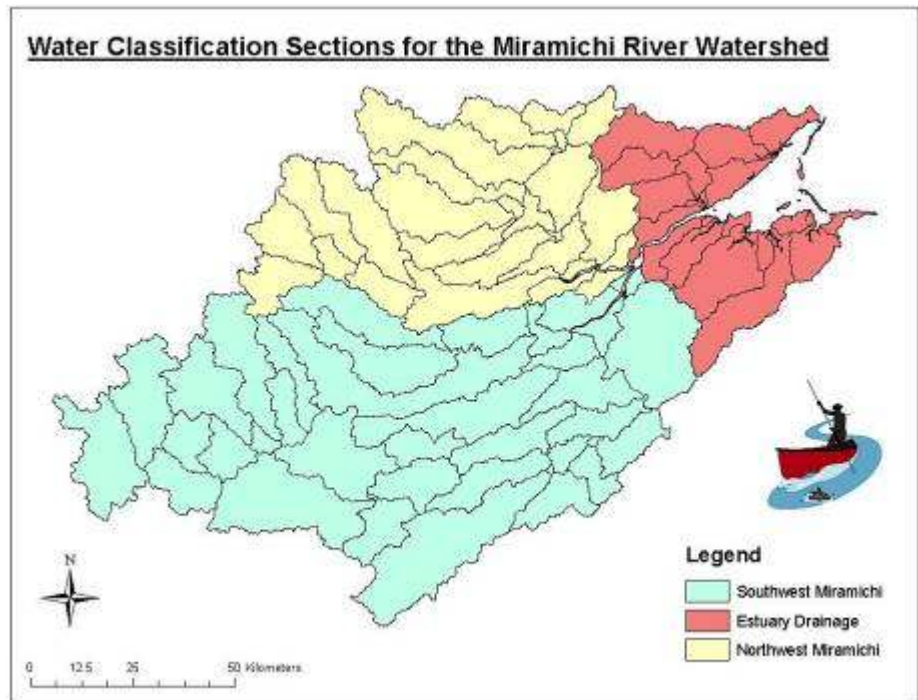 Water Classification Sections for the Miramichi River Watershed
Legend
Southwest Miramichi
Estuary Drainage
Northwest Miramichi
N
0 12.5 25 50 Kilometers